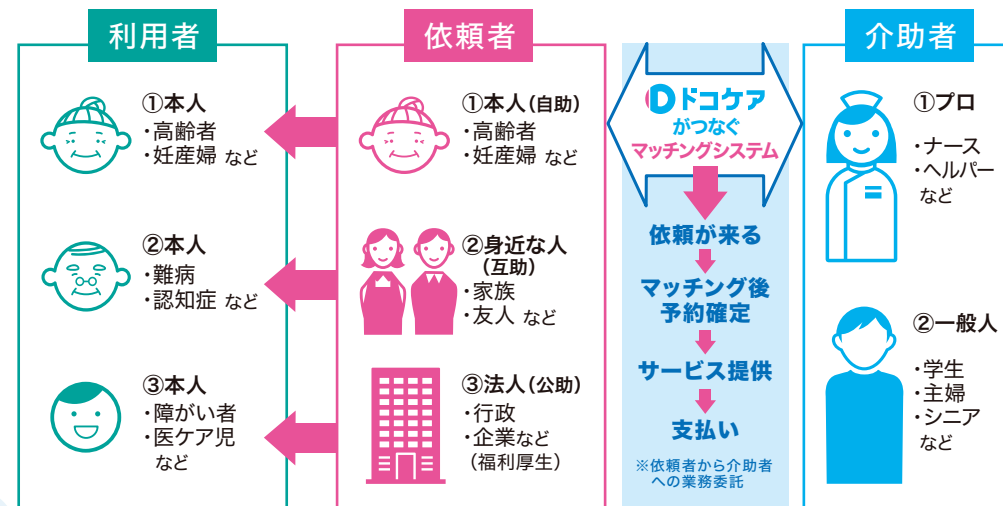 利用者
①本人
・高齢者
・妊産婦 など
②本人
・難病
・認知症 など
③本人
・障がい者
・医ケア児
など
依頼者
①本人(自助)
・高齢者
・妊産婦 など
②身近な人
(互助)
・家族
・友人 など
③法人(公助)
・行政
・企業など
(福利厚生)
ドコケア
がつなぐ
マッチングシステム
依頼が来る
マッチング後
予約確定
サービス提供
支払い
※依頼者から介助者
への業務委託
介助者
①プロ
・ナース
・ヘルパー
など
②一般人
・学生
・主婦
・シニア
など